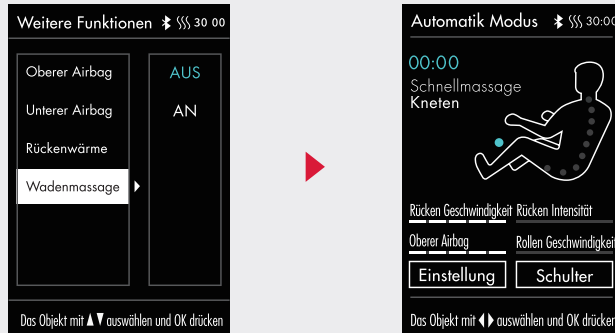 Weitere Funktionen 30 00
Oberer Airbag
Unterer Airbag
Rückenwärme
Wadenmassage
AUS
AN
Das Objekt mit ▲▼ auswählen und OK drücken
Automatik Modus 30:00
00:00
Schnellmassage
Kneten
Rücken Geschwindigkeit Rücken Intensität
Oberer Airbag Rollen Geschwindigkeit
Einstellung Schulter
Das Objekt mit ◀▶ auswählen und OK drücken